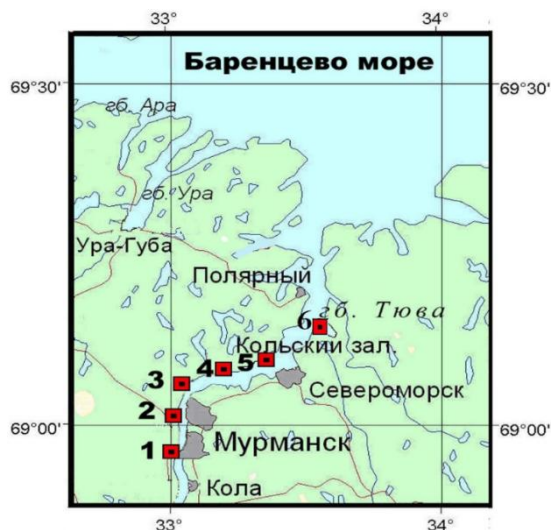 33° 34°
Баренцево море
69°30' 69°30'
гб. Ара
гб. Ура
Ура-Губа
Полярный
6 гб. Тюва
Кольский зал.
5
4
3
Североморск
2
69°00' 69°00'
Мурманск
1
Кола
33° 34°